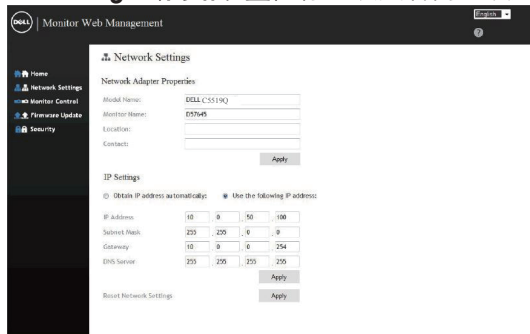 DELL
Monitor Web Management
English
?
Home
Network Settings
Monitor Control
Firmware Update
Security
Network Settings
Network Adapter Properties
Model Name: DELL C5519Q
Monitor Name: D57645
Location:
Contact:
Apply
IP Settings
Obtain IP address automatically: Use the following IP address:
IP Address 10 . 0 . 50 . 100
Subnet Mask 255 . 255 . 0 . 0
Gateway 10 . 0 . 0 . 254
DNS Server 255 . 255 . 255 . 255
Apply
Reset Network Settings Apply